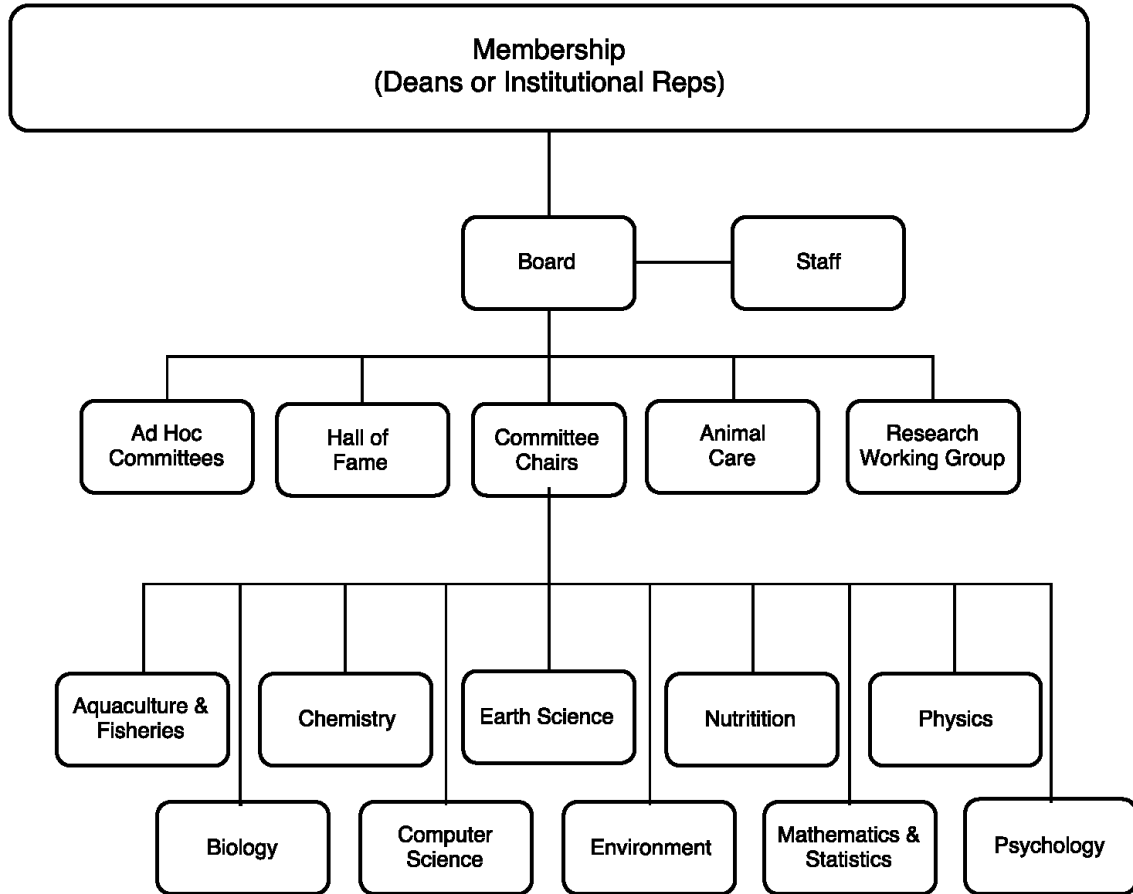 Membership
(Deans or Institutional Reps)
Board
Staff
Ad Hoc
Committees
Hall of
Fame
Committee
Chairs
Animal
Care
Research
Working Group
Aquaculture &
Fisheries
Chemistry
Earth Science
Nutritition
Physics
Biology
Computer
Science
Environment
Mathematics &
Statistics
Psychology